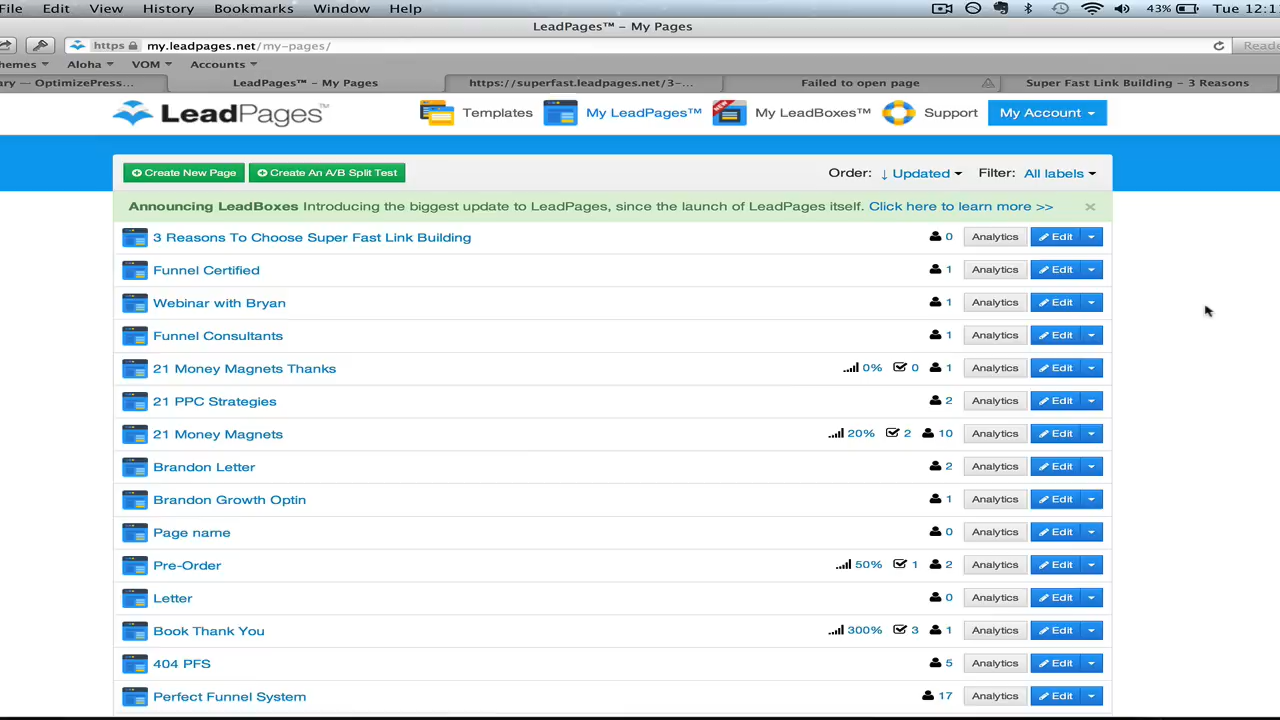 File Edit View History Bookmarks Window Help 43% Tue 12:1
LeadPages™ – My Pages
https my.leadpages.net/my-pages/ Reade
hemes Aloha VOM Accounts
ary — OptimizePress... LeadPages™ – My Pages https://superfast.leadpages.net/3-... Failed to open page Super Fast Link Building – 3 Reasons
LeadPages™ Templates My LeadPages™ NEW My LeadBoxes™ Support My Account
Create New Page Create An A/B Split Test Order: ↓ Updated Filter: All labels
Announcing LeadBoxes Introducing the biggest update to LeadPages, since the launch of LeadPages itself. Click here to learn more >> ×
3 Reasons To Choose Super Fast Link Building 0 Analytics Edit
Funnel Certified 1 Analytics Edit
Webinar with Bryan 1 Analytics Edit
Funnel Consultants 1 Analytics Edit
21 Money Magnets Thanks 0% 0 1 Analytics Edit
21 PPC Strategies 2 Analytics Edit
21 Money Magnets 20% 2 10 Analytics Edit
Brandon Letter 2 Analytics Edit
Brandon Growth Optin 1 Analytics Edit
Page name 0 Analytics Edit
Pre-Order 50% 1 2 Analytics Edit
Letter 0 Analytics Edit
Book Thank You 300% 3 1 Analytics Edit
404 PFS 5 Analytics Edit
Perfect Funnel System 17 Analytics Edit